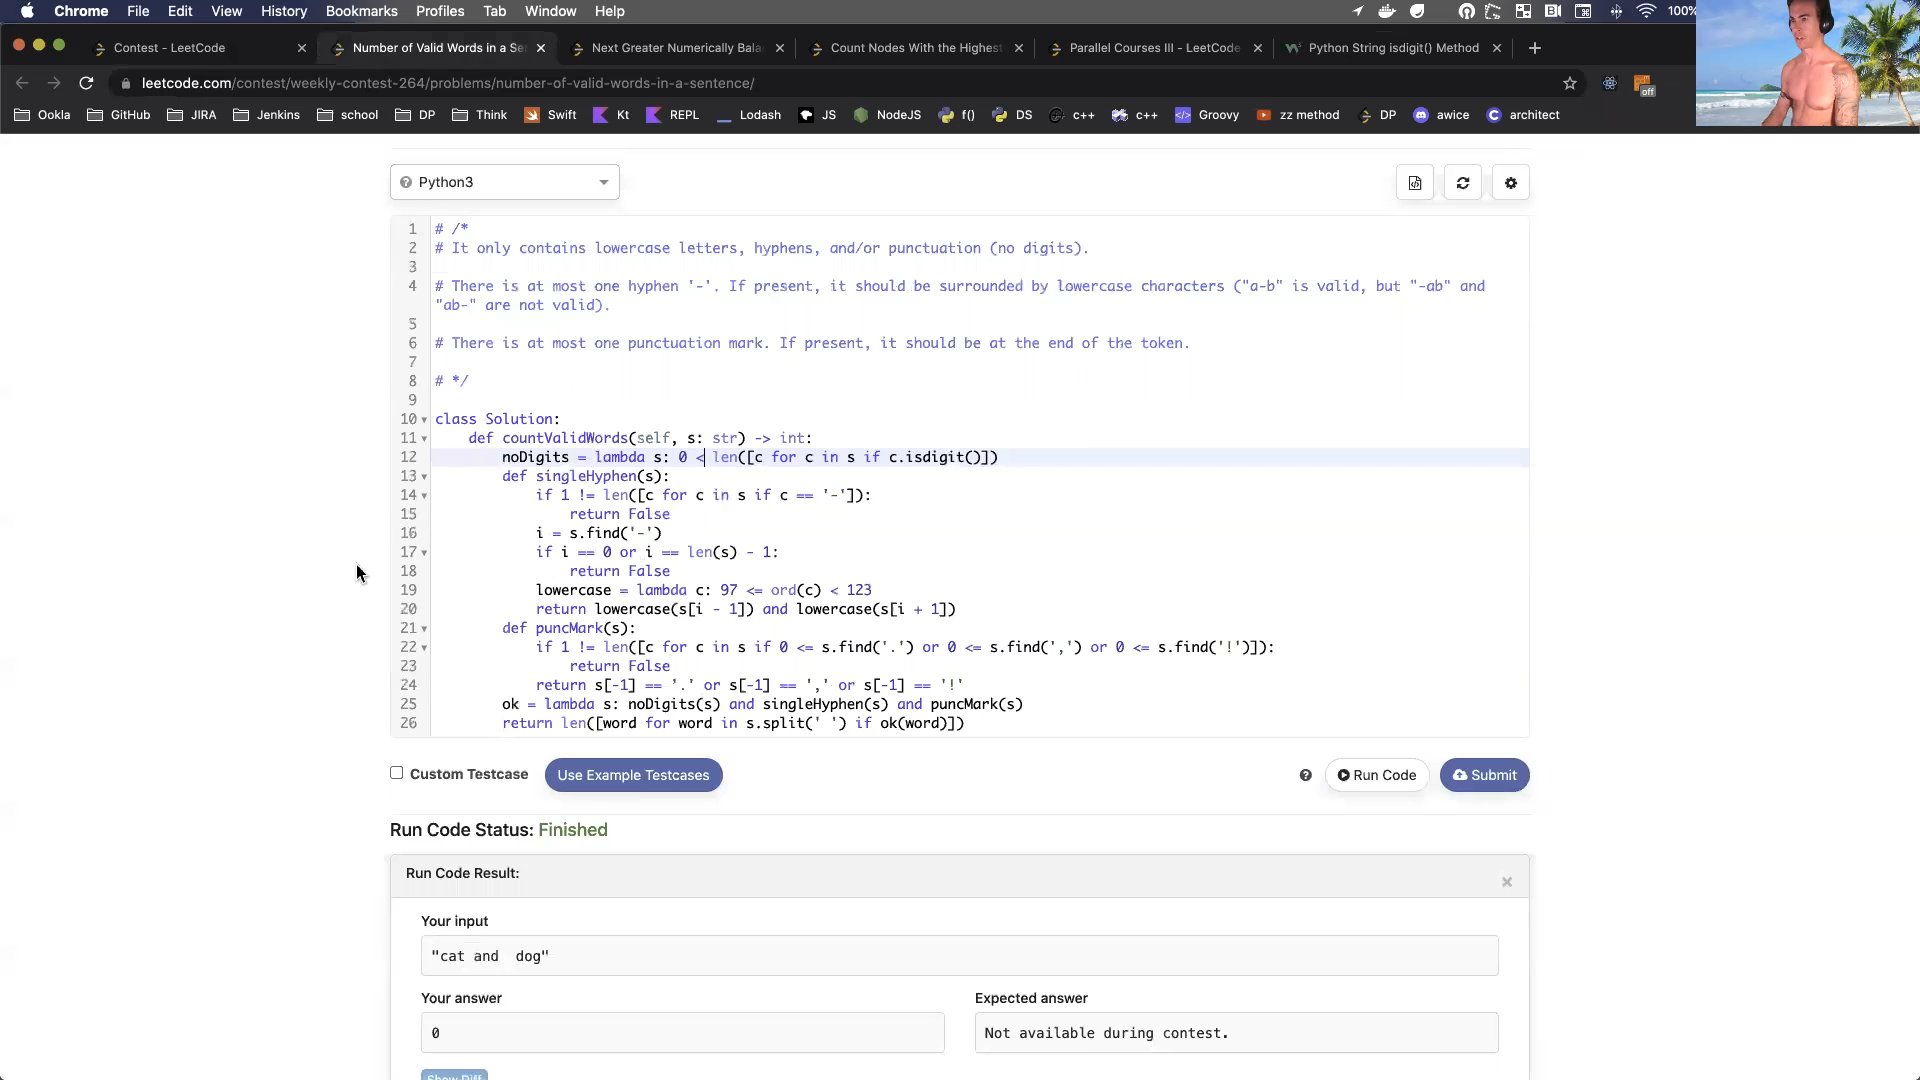 Chrome File Edit View History Bookmarks Profiles Tab Window Help 100%
Contest - LeetCode
Number of Valid Words in a Se
Next Greater Numerically Bala
Count Nodes With the Highest
Parallel Courses III - LeetCode
Python String isdigit() Method
leetcode.com/contest/weekly-contest-264/problems/number-of-valid-words-in-a-sentence/
off
Ookla GitHub JIRA Jenkins school DP Think Swift Kt REPL Lodash JS NodeJS f() DS c++ c++ Groovy zz method DP awice architect
Python3
1 # /*
2 # It only contains lowercase letters, hyphens, and/or punctuation (no digits).
3
4 # There is at most one hyphen '-'. If present, it should be surrounded by lowercase characters ("a-b" is valid, but "-ab" and
"ab-" are not valid).
5
6 # There is at most one punctuation mark. If present, it should be at the end of the token.
7
8 # */
9
10 class Solution:
11 def countValidWords(self, s: str) -> int:
12 noDigits = lambda s: 0 < len([c for c in s if c.isdigit()])
13 def singleHyphen(s):
14 if 1 != len([c for c in s if c == '-']):
15 return False
16 i = s.find('-')
17 if i == 0 or i == len(s) - 1:
18 return False
19 lowercase = lambda c: 97 <= ord(c) < 123
20 return lowercase(s[i - 1]) and lowercase(s[i + 1])
21 def puncMark(s):
22 if 1 != len([c for c in s if 0 <= s.find('.') or 0 <= s.find(',') or 0 <= s.find('!')]):
23 return False
24 return s[-1] == '.' or s[-1] == ',' or s[-1] == '!'
25 ok = lambda s: noDigits(s) and singleHyphen(s) and puncMark(s)
26 return len([word for word in s.split(' ') if ok(word)])
Custom Testcase
Use Example Testcases
Run Code
Submit
Run Code Status: Finished
Run Code Result:
Your input
"cat and  dog"
Your answer
Expected answer
0
Not available during contest.
Show Diff